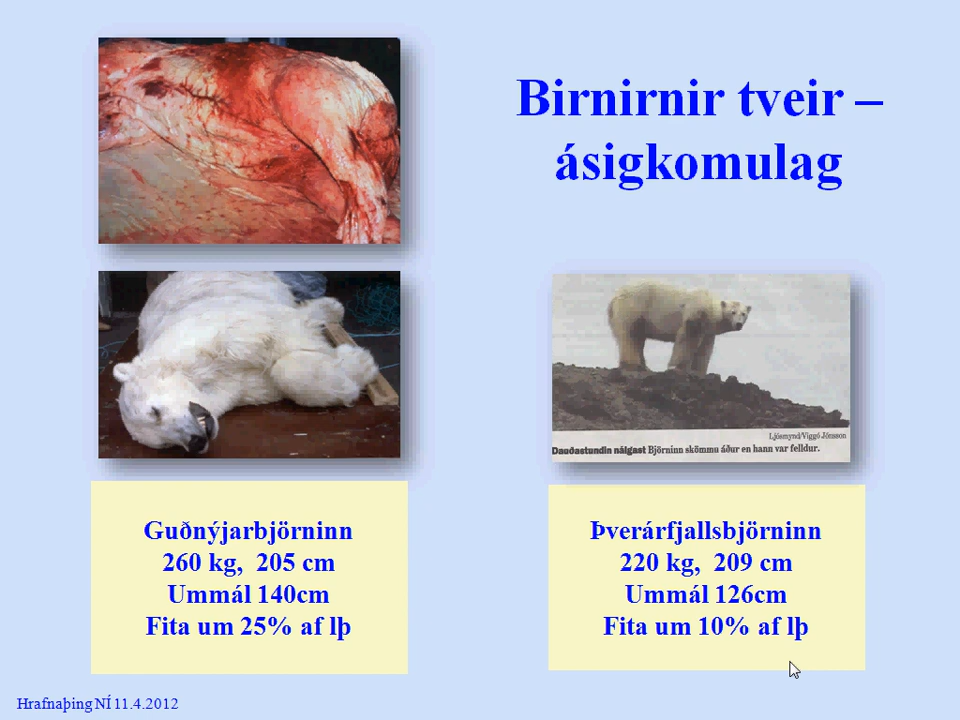 Birnirnir tveir –
ásigkomulag
Ljósmynd/Viggó Jónsson
Dauðastundin nálgast Björninn skömmu áður en hann var felldur.
Guðnýjarbjörninn
260 kg, 205 cm
Ummál 140cm
Fita um 25% af lþ
Þverárfjallsbjörninn
220 kg, 209 cm
Ummál 126cm
Fita um 10% af lþ
Hrafnaþing NÍ 11.4.2012